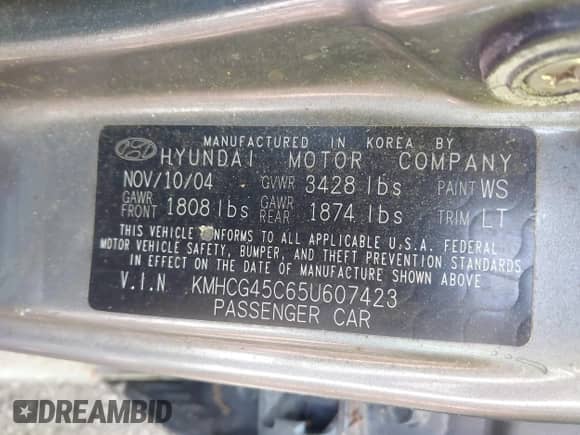 MANUFACTURED IN KOREA BY
HYUNDAI MOTOR COMPANY
NOV/10/04 GVWR 3428 lbs PAINT WS
GAWR FRONT 1808 lbs GAWR REAR 1874 lbs TRIM LT
THIS VEHICLE CONFORMS TO ALL APPLICABLE U.S.A. FEDERAL
MOTOR VEHICLE SAFETY, BUMPER, AND THEFT PREVENTION STANDARDS
IN EFFECT ON THE DATE OF MANUFACTURE SHOWN ABOVE
V.I.N KMHCG45C65U607423
PASSENGER CAR
DREAMBID